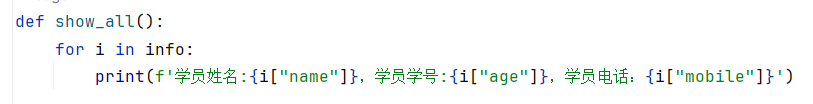 def show_all():
    for i in info:
        print(f'学员姓名:{i["name"]}，学员学号:{i["age"]}，学员电话：{i["mobile"]}')